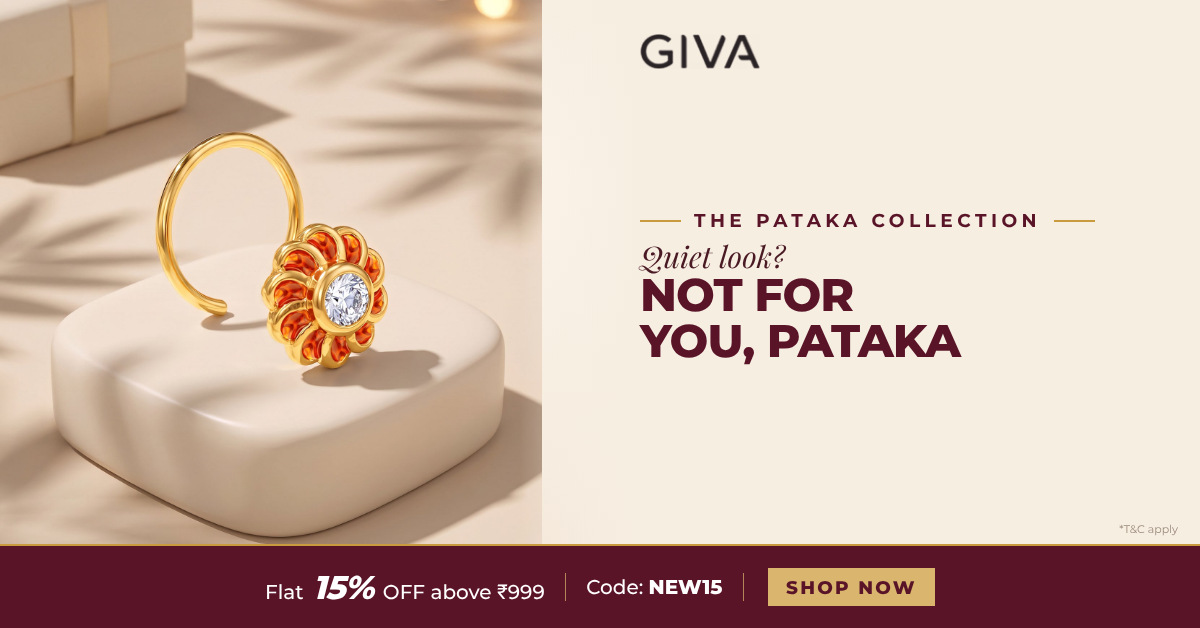 GIVA
THE PATAKA COLLECTION
Quiet look?
NOT FOR
YOU, PATAKA
*T&C apply
Flat 15% OFF above ₹999
Code: NEW15
SHOP NOW